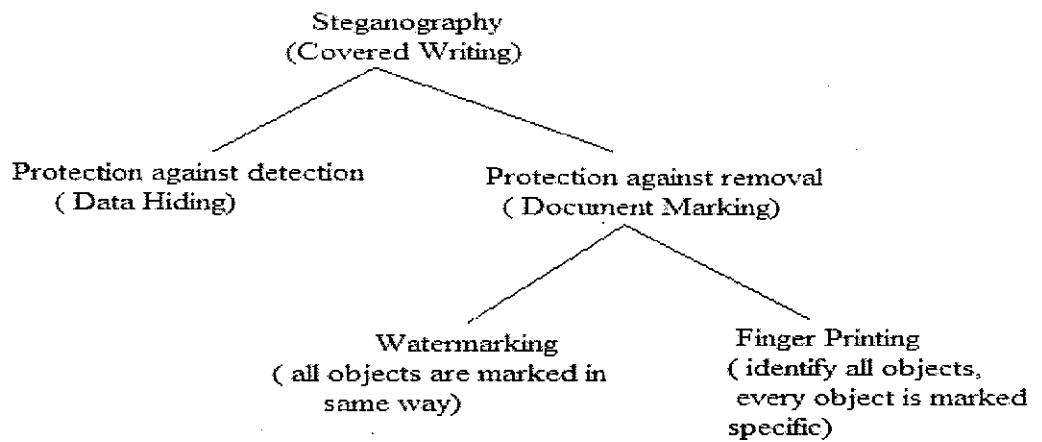 Steganography
(Covered Writing)
Protection against detection
( Data Hiding)
Protection against removal
( Document Marking)
Watermarking
( all objects are marked in
same way)
Finger Printing
( identify all objects,
every object is marked
specific)